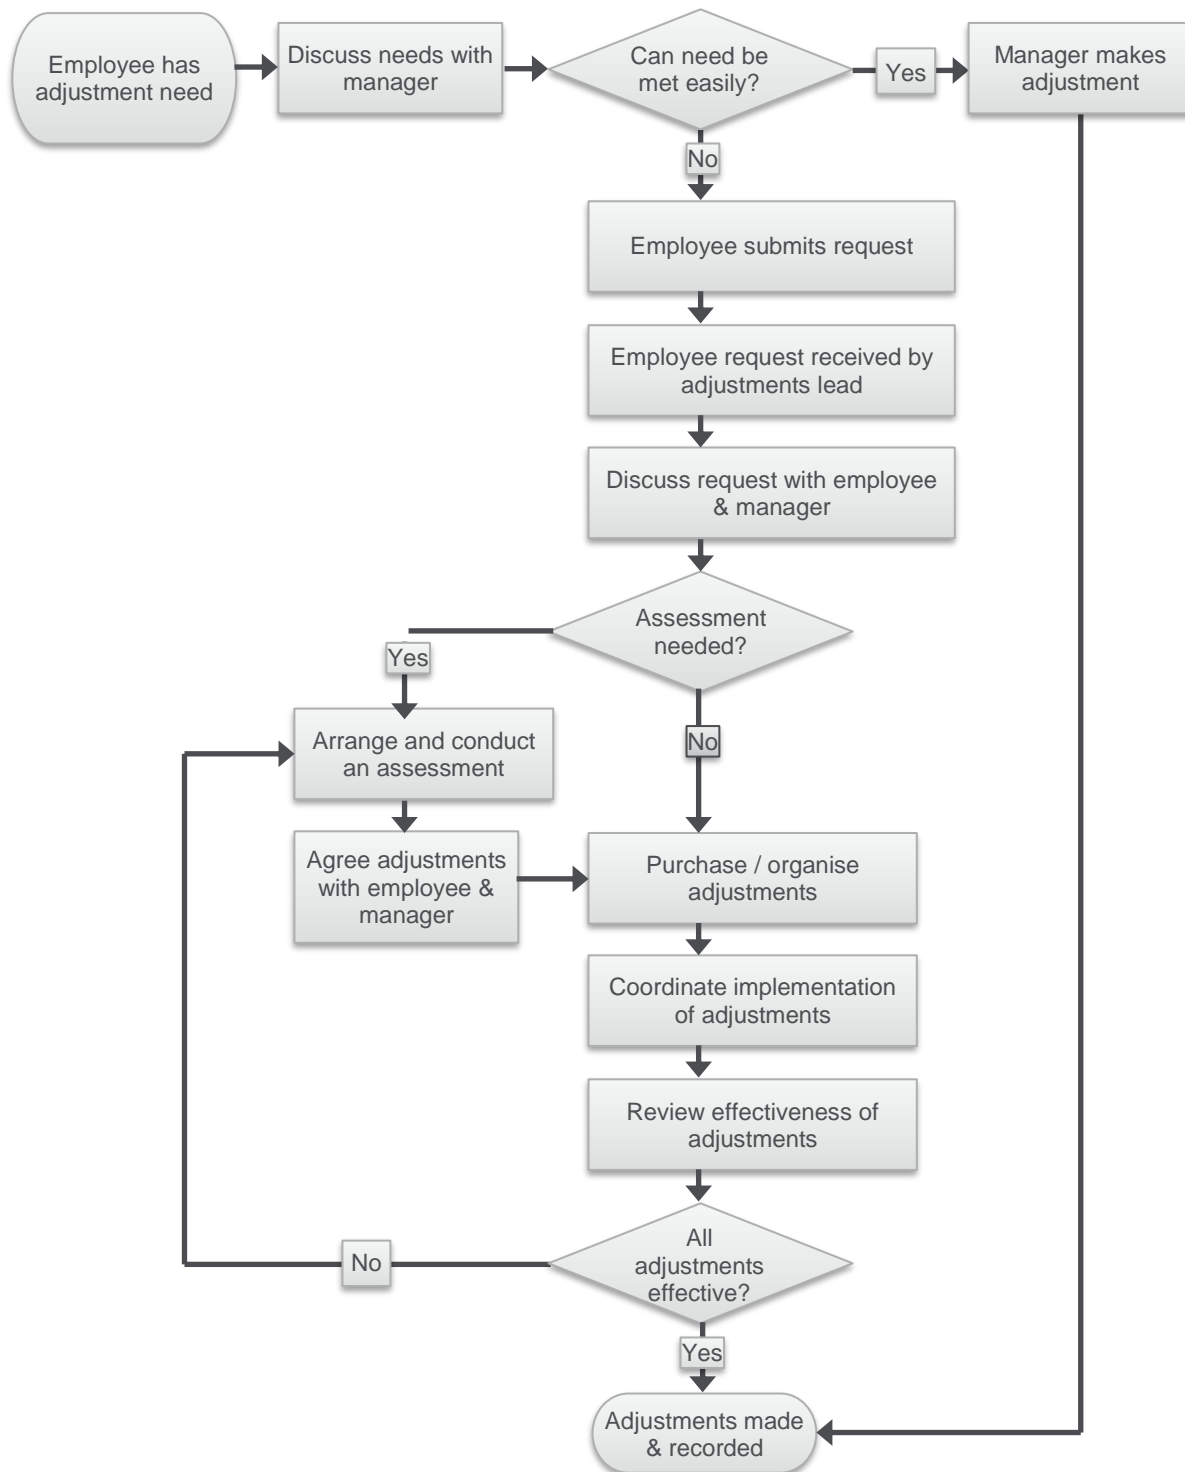 Employee has
adjustment need
Discuss needs with
manager
Can need be
met easily?
Yes
Manager makes
adjustment
No
Employee submits request
Employee request received by
adjustments lead
Discuss request with employee
& manager
Assessment
needed?
Yes
No
Arrange and conduct
an assessment
Agree adjustments
with employee &
manager
Purchase / organise
adjustments
Coordinate implementation
of adjustments
Review effectiveness of
adjustments
All
adjustments
effective?
No
Yes
Adjustments made
& recorded